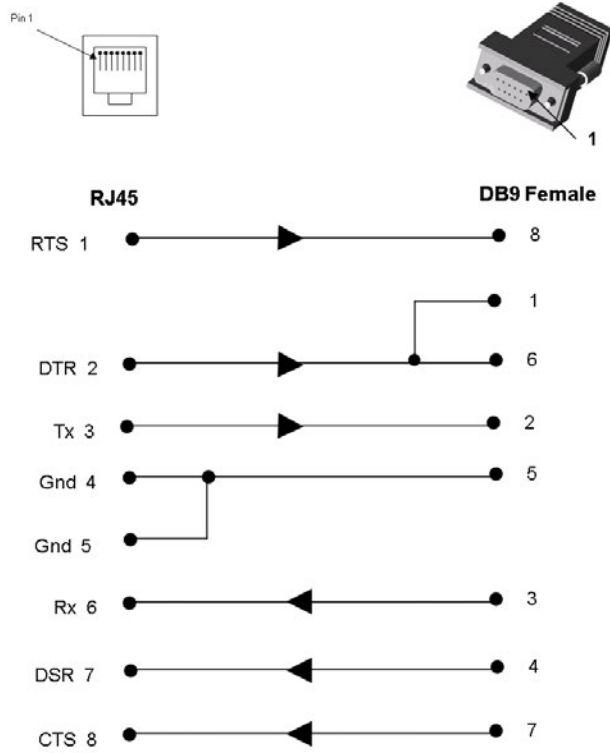 Pin 1
1
RJ45 DB9 Female
RTS 1 8
1
DTR 2 6
Tx 3 2
Gnd 4 5
Gnd 5
Rx 6 3
DSR 7 4
CTS 8 7